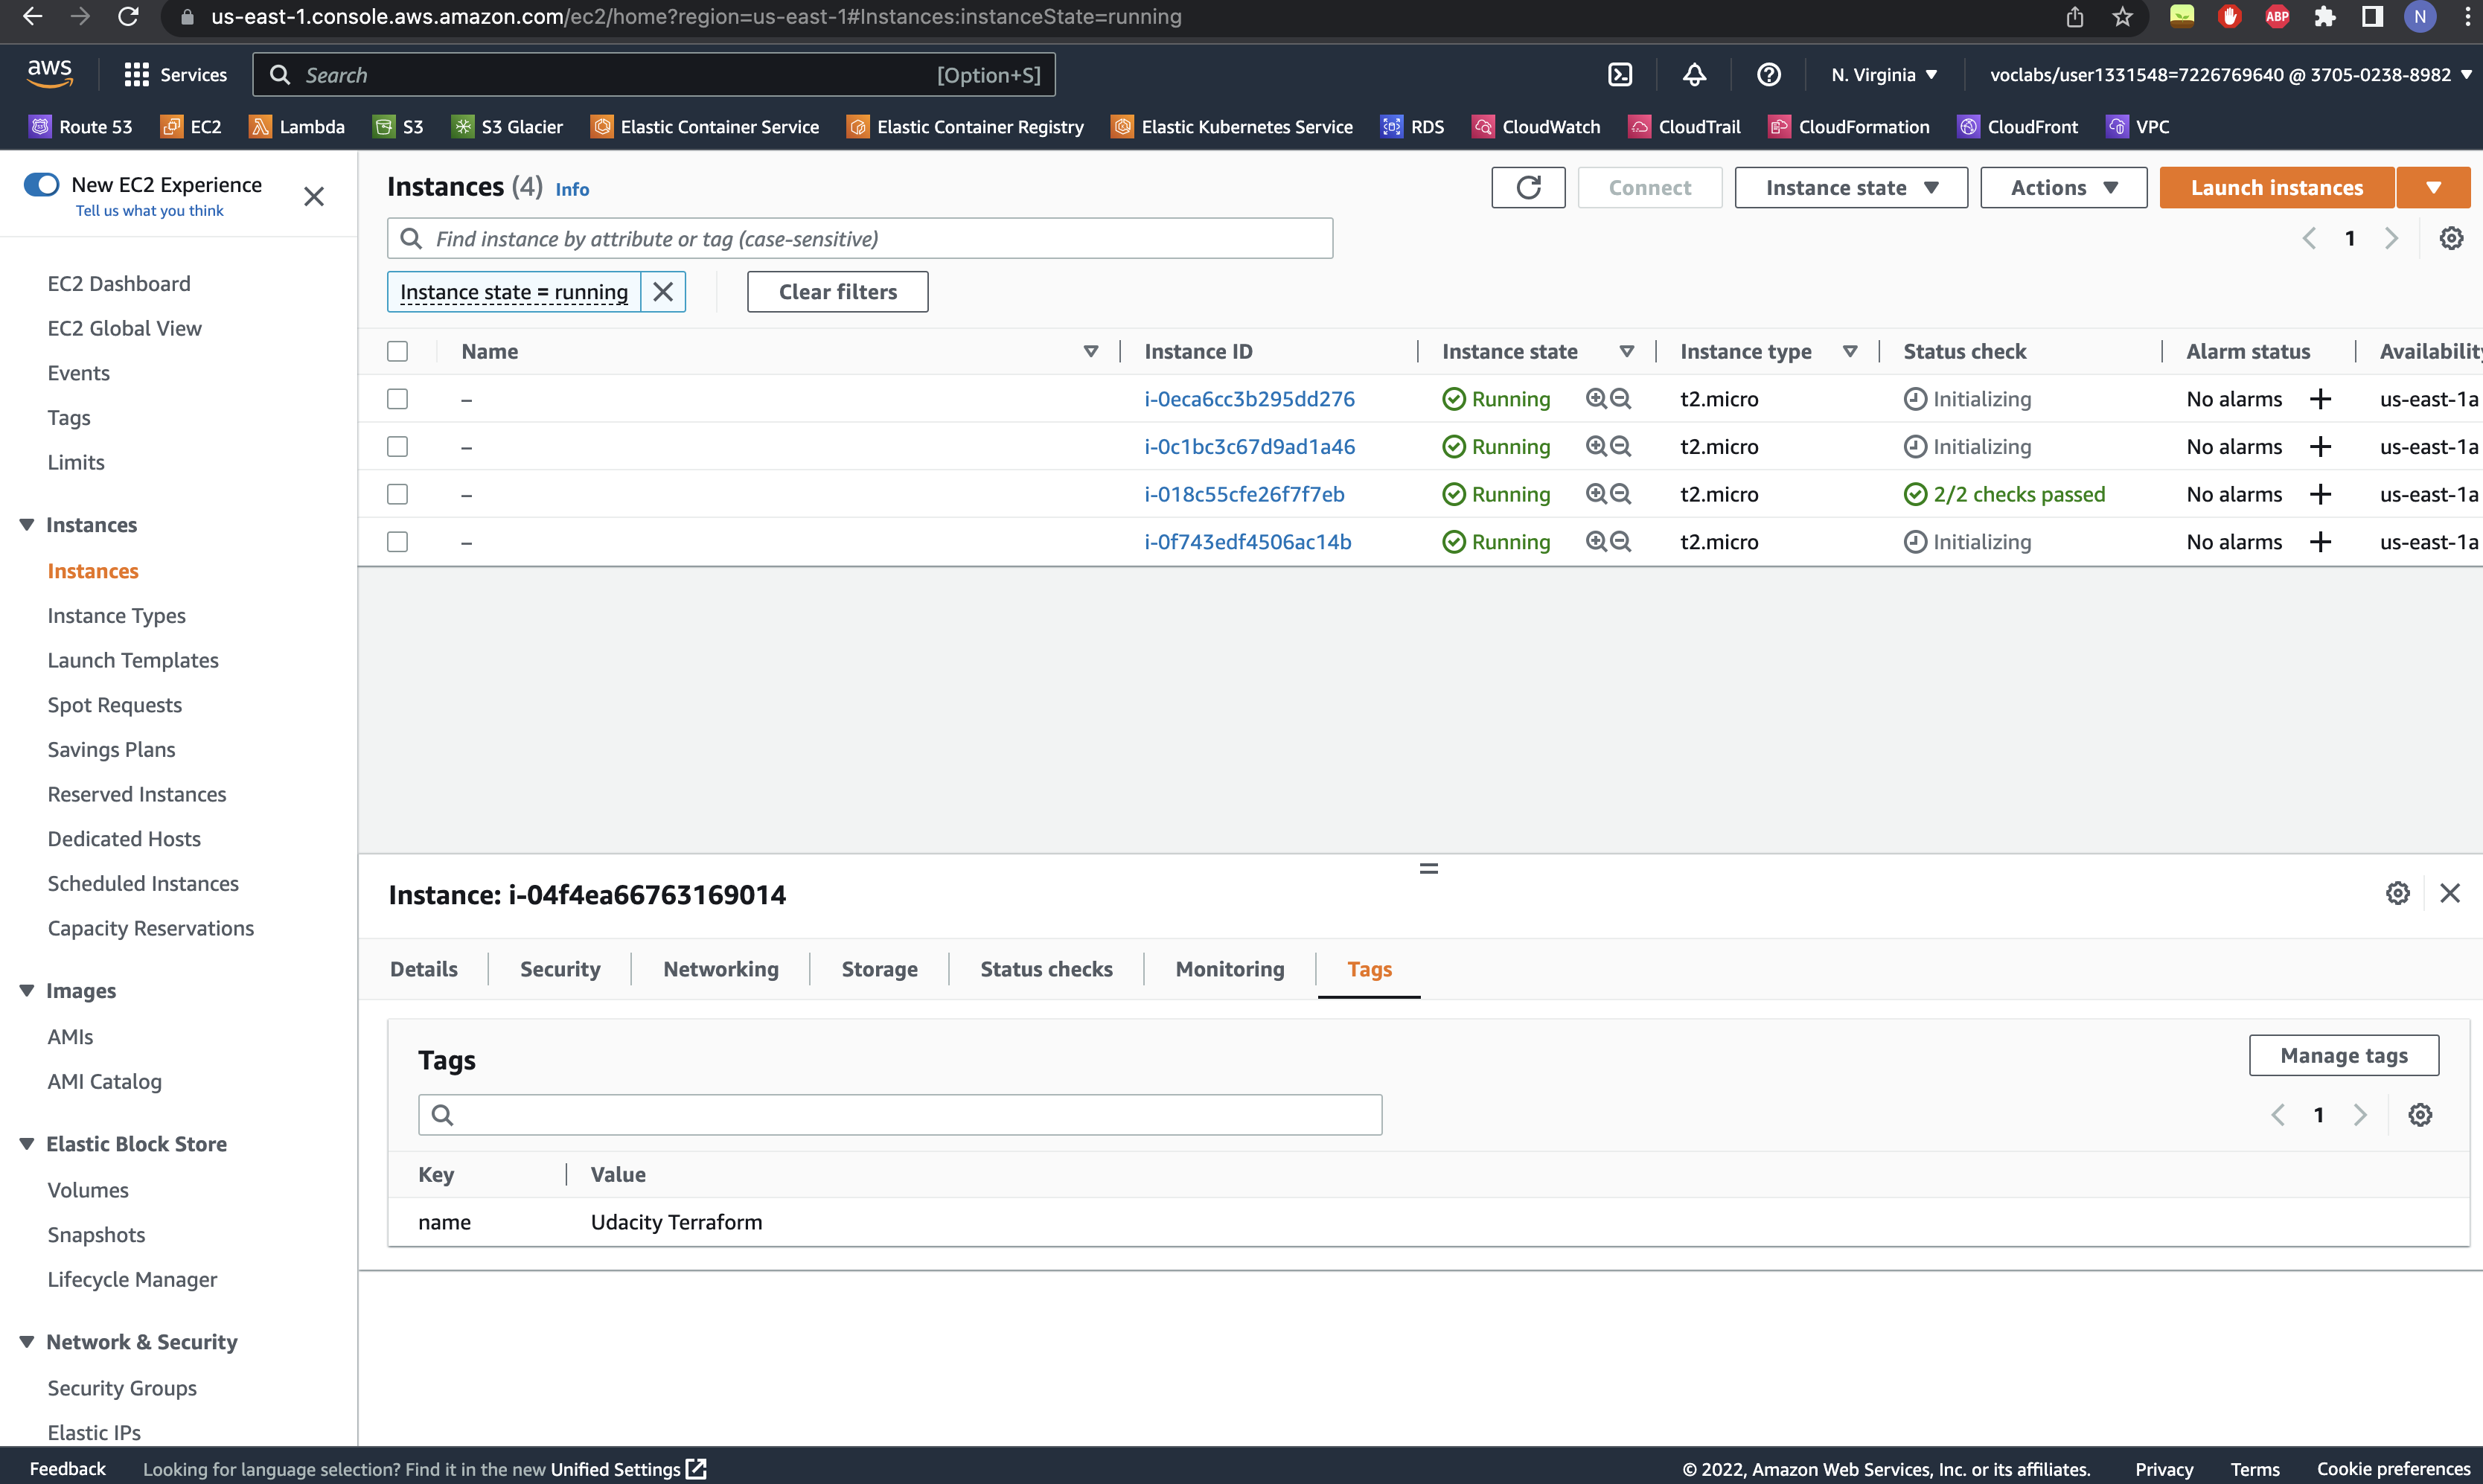 us-east-1.console.aws.amazon.com/ec2/home?region=us-east-1#Instances:instanceState=running
ABP
N
aws
Services
Search
[Option+S]
N. Virginia
voclabs/user1331548=7226769640 @ 3705-0238-8982
Route 53
EC2
Lambda
S3
S3 Glacier
Elastic Container Service
Elastic Container Registry
Elastic Kubernetes Service
RDS
CloudWatch
CloudTrail
CloudFormation
CloudFront
VPC
New EC2 Experience
Tell us what you think
EC2 Dashboard
EC2 Global View
Events
Tags
Limits
Instances
Instances
Instance Types
Launch Templates
Spot Requests
Savings Plans
Reserved Instances
Dedicated Hosts
Scheduled Instances
Capacity Reservations
Images
AMIs
AMI Catalog
Elastic Block Store
Volumes
Snapshots
Lifecycle Manager
Network & Security
Security Groups
Elastic IPs
Instances (4) Info
Connect
Instance state
Actions
Launch instances
Find instance by attribute or tag (case-sensitive)
1
Instance state = running
Clear filters
Name Instance ID Instance state Instance type Status check Alarm status Availability
– i-0eca6cc3b295dd276 Running t2.micro Initializing No alarms + us-east-1a
– i-0c1bc3c67d9ad1a46 Running t2.micro Initializing No alarms + us-east-1a
– i-018c55cfe26f7f7eb Running t2.micro 2/2 checks passed No alarms + us-east-1a
– i-0f743edf4506ac14b Running t2.micro Initializing No alarms + us-east-1a
Instance: i-04f4ea66763169014
Details
Security
Networking
Storage
Status checks
Monitoring
Tags
Tags
Manage tags
1
Key Value
name Udacity Terraform
Feedback
Looking for language selection? Find it in the new Unified Settings
© 2022, Amazon Web Services, Inc. or its affiliates.
Privacy
Terms
Cookie preferences